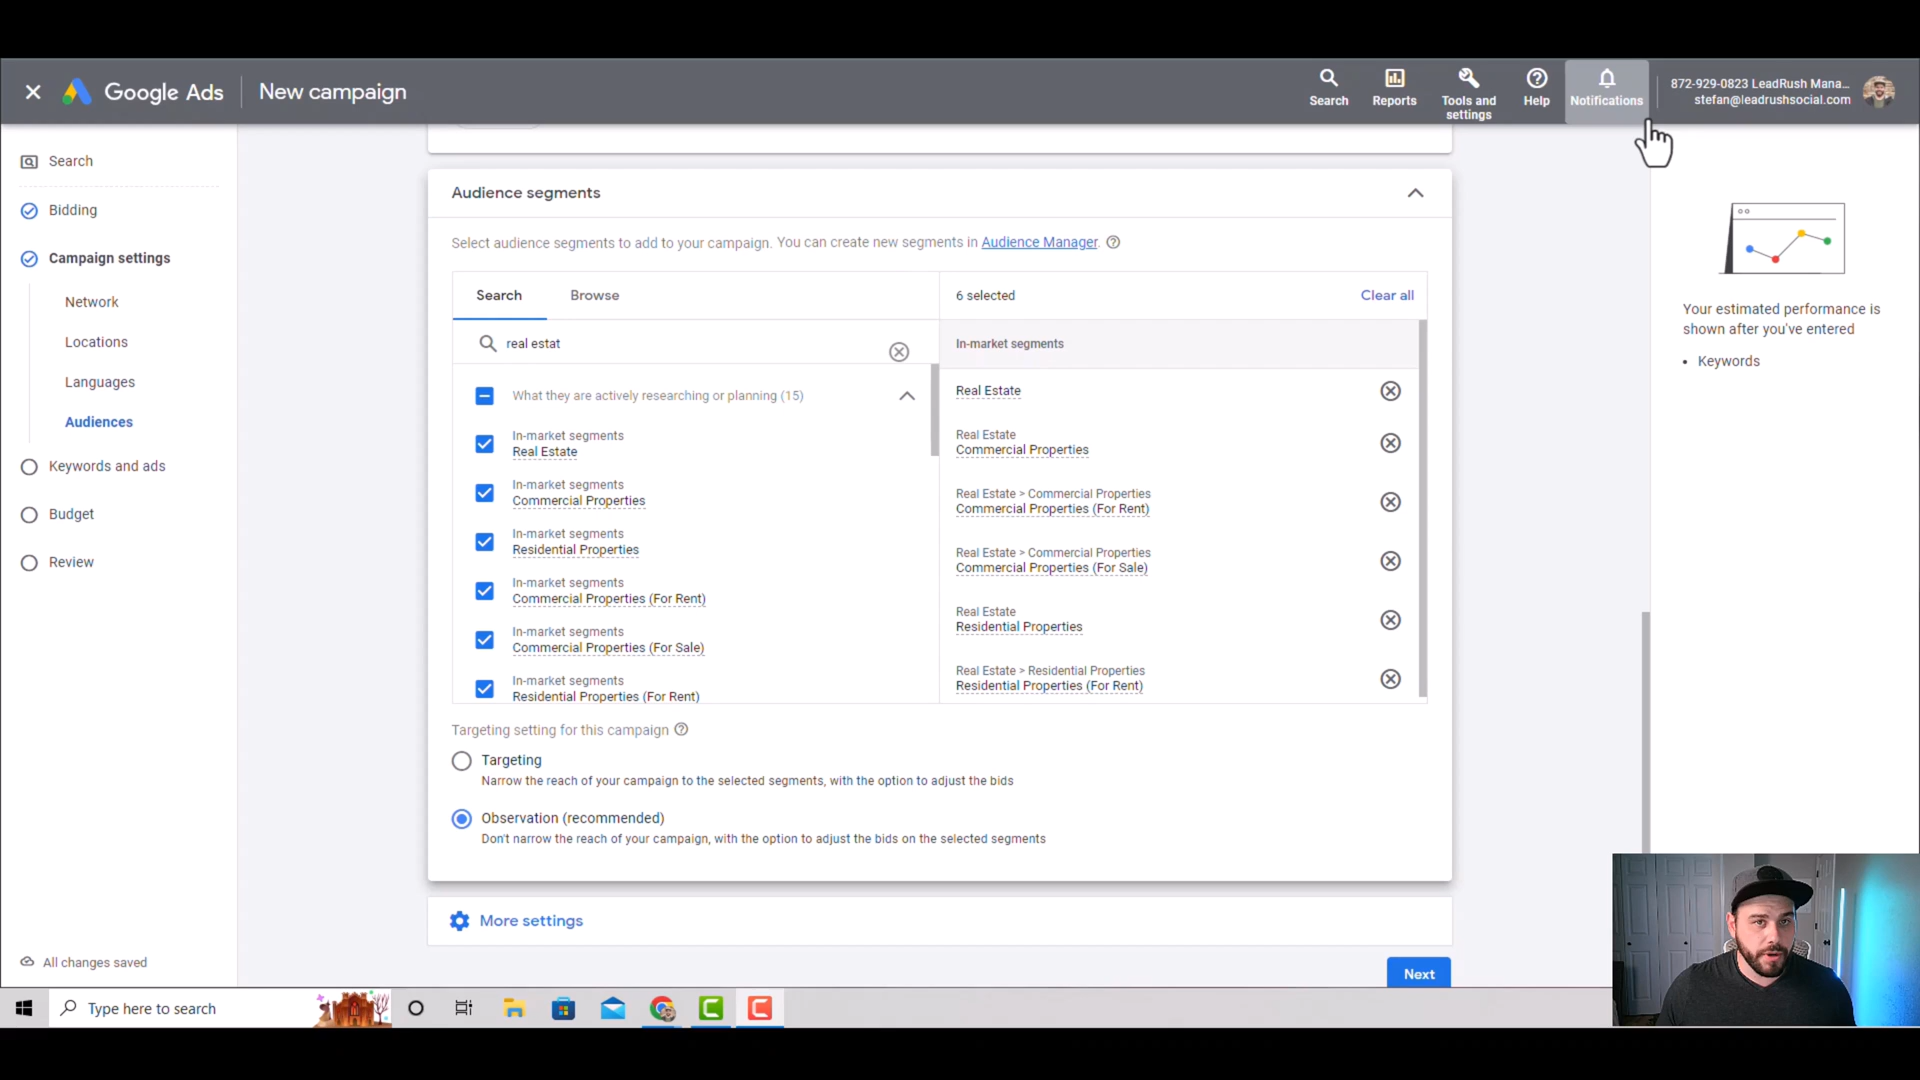 Google Ads
New campaign
Search
Reports
Tools and
settings
Help
Notifications
872-929-0823 LeadRush Mana...
stefan@leadrushsocial.com
Search
Bidding
Campaign settings
Network
Locations
Languages
Audiences
Keywords and ads
Budget
Review
All changes saved
Audience segments
Select audience segments to add to your campaign. You can create new segments in Audience Manager.
Search
Browse
real estat
What they are actively researching or planning (15)
In-market segments
Real Estate
In-market segments
Commercial Properties
In-market segments
Residential Properties
In-market segments
Commercial Properties (For Rent)
In-market segments
Commercial Properties (For Sale)
In-market segments
Residential Properties (For Rent)
6 selected
Clear all
In-market segments
Real Estate
Real Estate
Commercial Properties
Real Estate > Commercial Properties
Commercial Properties (For Rent)
Real Estate > Commercial Properties
Commercial Properties (For Sale)
Real Estate
Residential Properties
Real Estate > Residential Properties
Residential Properties (For Rent)
Targeting setting for this campaign
Targeting
Narrow the reach of your campaign to the selected segments, with the option to adjust the bids
Observation (recommended)
Don't narrow the reach of your campaign, with the option to adjust the bids on the selected segments
More settings
Next
Your estimated performance is
shown after you've entered
• Keywords
Type here to search